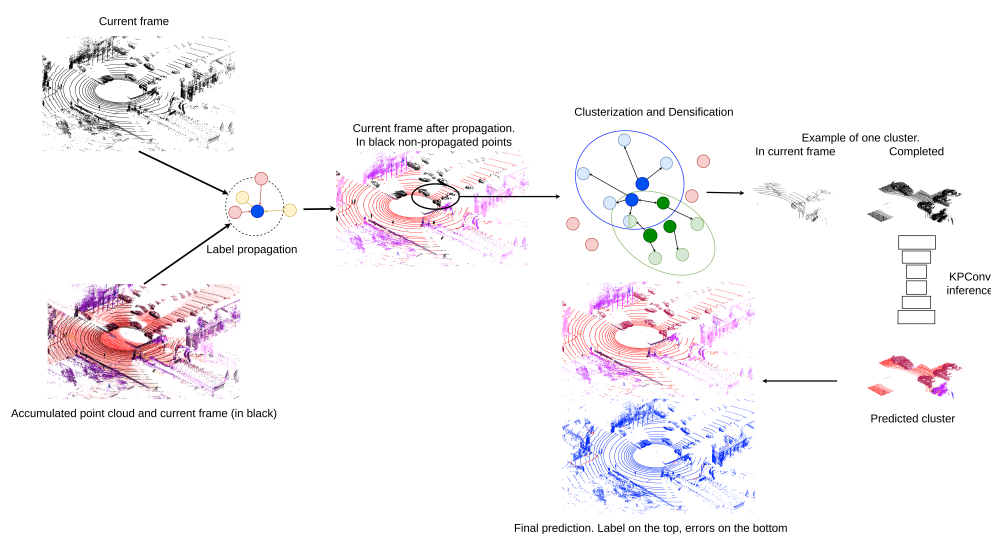 Current frame
Clusterization and Densification
Current frame after propagation.
In black non-propagated points
Example of one cluster.
In current frame
Completed
Label propagation
KPConv
inference
Accumulated point cloud and current frame (in black)
Predicted cluster
Final prediction. Label on the top, errors on the bottom